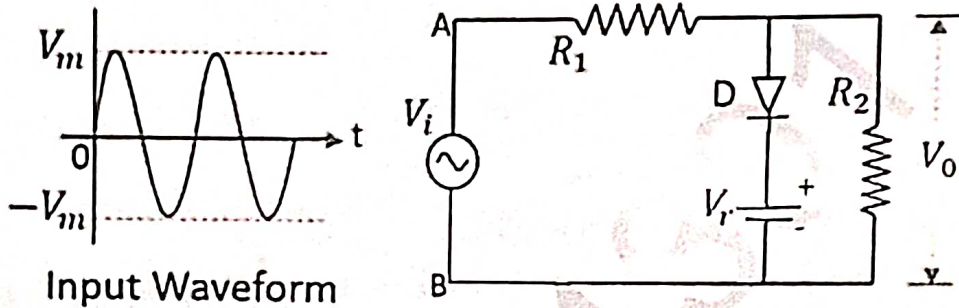 V_m
0
t
-V_m
Input Waveform
A
R_1
V_i
D
R_2
V_0
V_r
+
-
B